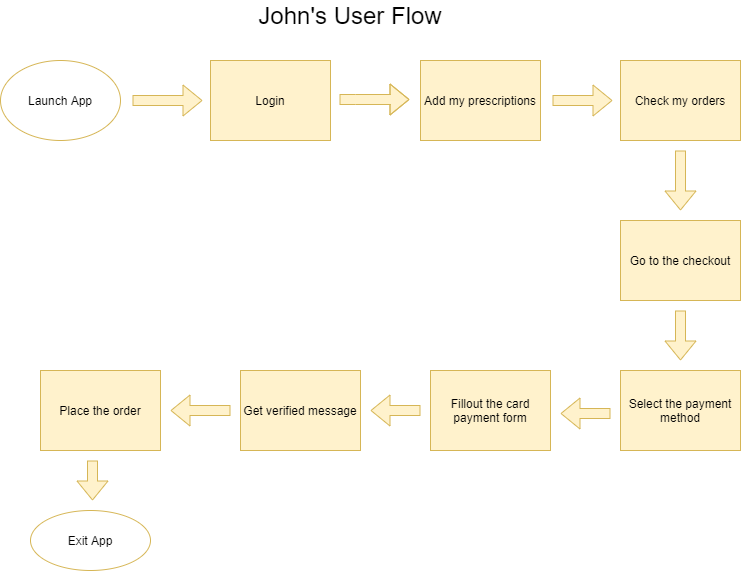 John's User Flow
Launch App
Login
Add my prescriptions
Check my orders
Go to the checkout
Select the payment
method
Fillout the card
payment form
Get verified message
Place the order
Exit App